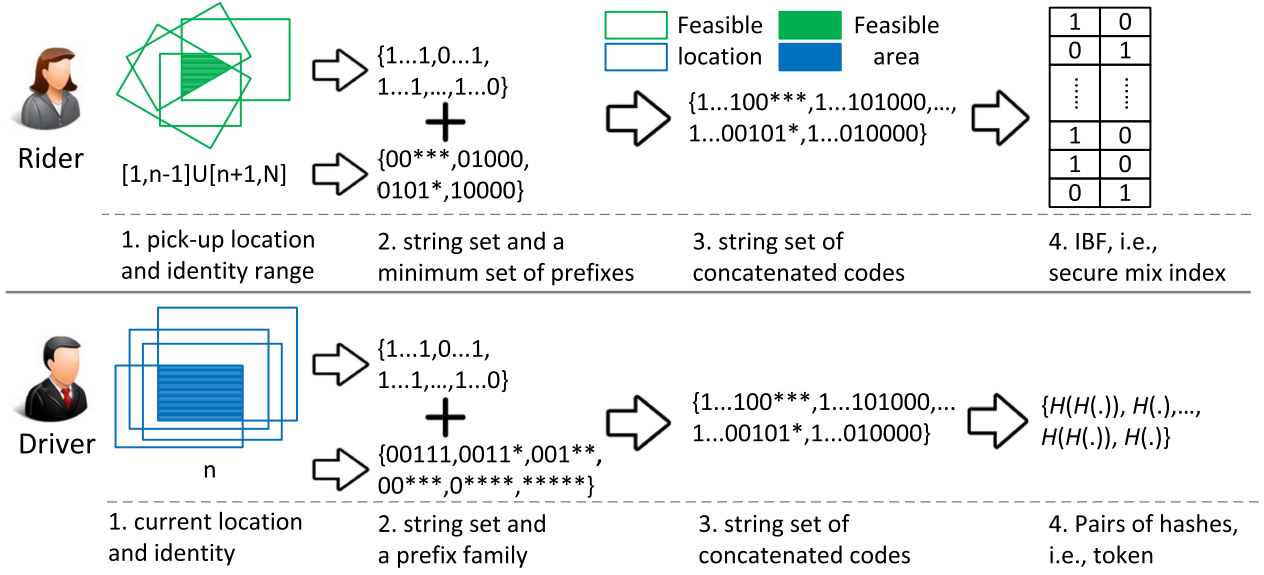 Feasible
location
Feasible
area
Rider
[1,n-1]U[n+1,N]
{1...1,0...1,
1...1,...,1...0}
+
{00***,01000,
0101*,10000}
{1...100***,1...101000,...,
1...00101*,1...010000}
1 0
0 1
...... ......
1 0
1 0
0 1
1. pick-up location
and identity range
2. string set and a
minimum set of prefixes
3. string set of
concatenated codes
4. IBF, i.e.,
secure mix index
Driver
n
{1...1,0...1,
1...1,...,1...0}
+
{00111,0011*,001**,
00***,0****,*****}
{1...100***,1...101000,...
1...00101*,1...010000}
{H(H(.)), H(.),...,
H(H(.)), H(.)}
1. current location
and identity
2. string set and
a prefix family
3. string set of
concatenated codes
4. Pairs of hashes,
i.e., token